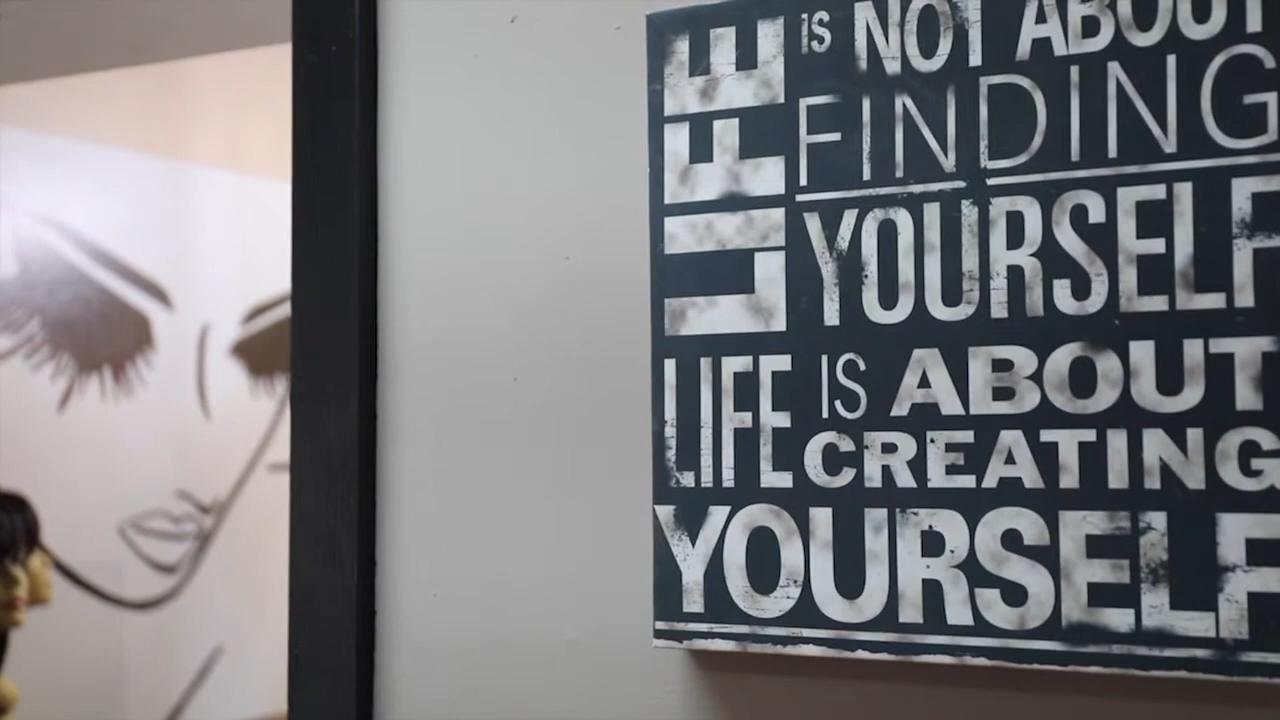 LIFE
IS NOT ABOUT
FINDING
YOURSELF
LIFE IS ABOUT
CREATING
YOURSELF